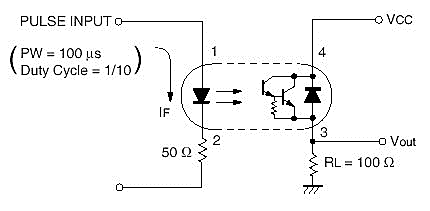 PULSE INPUT
VCC
PW = 100 µs
Duty Cycle = 1/10
1
4
IF
2
3
50 Ω
Vout
RL = 100 Ω